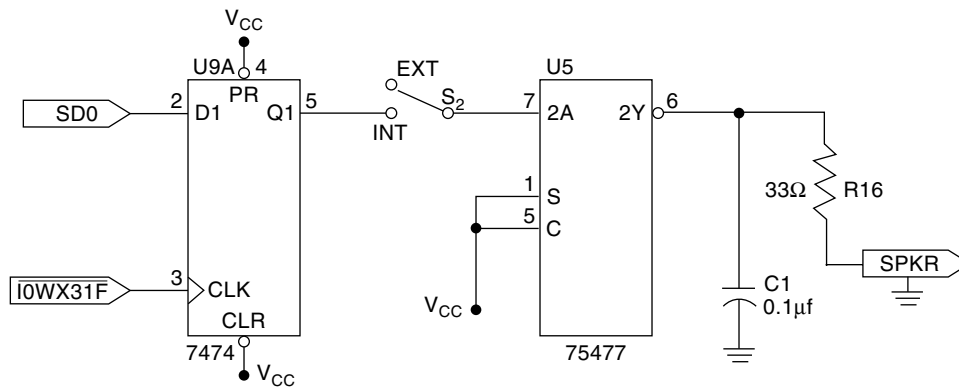 VCC
U9A 4
PR
SD0
2 D1
Q1 5
EXT
INT
S2
U5
7 2A
2Y 6
1 S
5 C
33Ω R16
SPKR
I0WX31F
3 CLK
CLR
7474
VCC
VCC
75477
C1
0.1µf